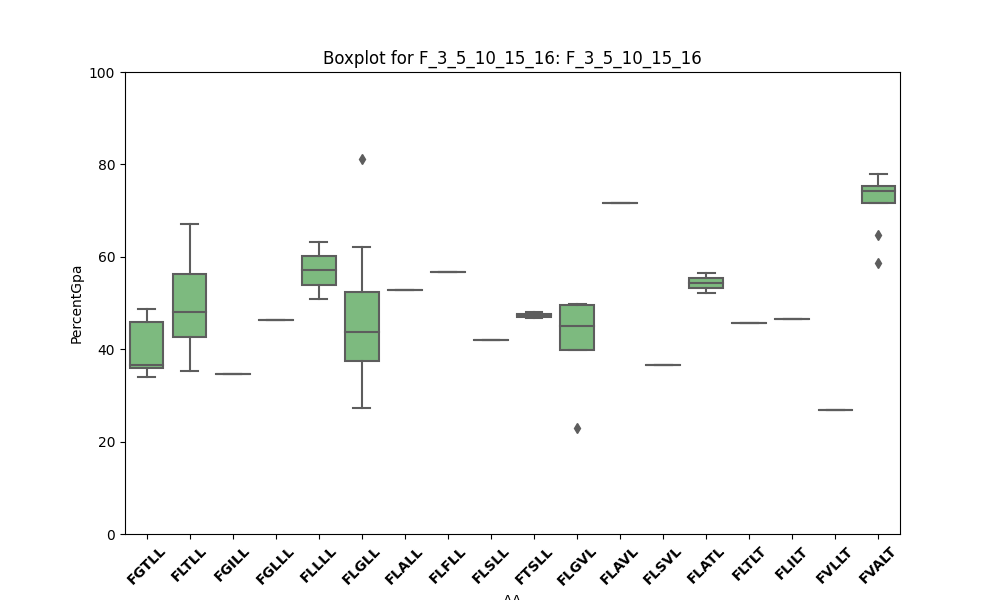 Boxplot for F_3_5_10_15_16: F_3_5_10_15_16
100
80
60
40
20
0
PercentGpa
FGTLL FLTLL FGILL FGLLL FLLLL FLGLL FLALL FLFLL FLSLL FTSLL FLGVL FLAVL FLSVL FLATL FLTLT FLILT FVLLT FVALT
AA